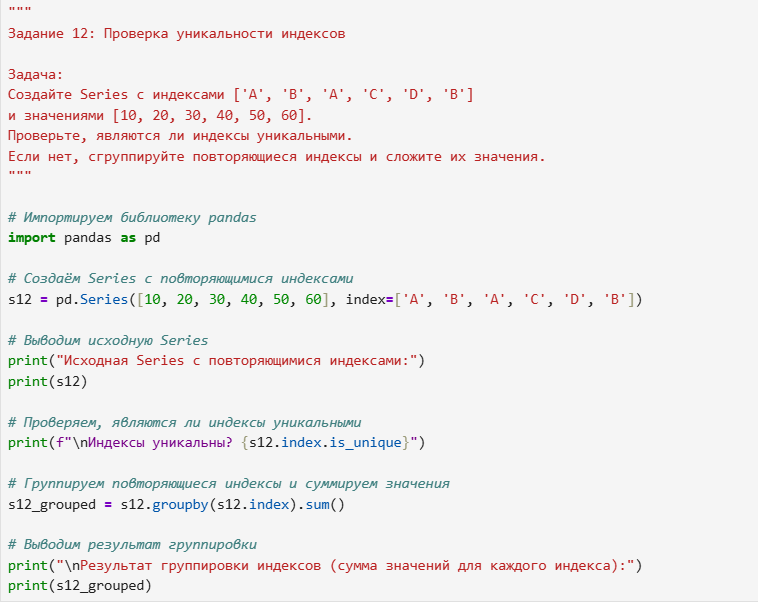 """
Задание 12: Проверка уникальности индексов
Задача:
Создайте Series с индексами ['A', 'B', 'A', 'C', 'D', 'B']
и значениями [10, 20, 30, 40, 50, 60].
Проверьте, являются ли индексы уникальными.
Если нет, сгруппируйте повторяющиеся индексы и сложите их значения.
"""
# Импортируем библиотеку pandas
import pandas as pd
# Создаём Series с повторяющимися индексами
s12 = pd.Series([10, 20, 30, 40, 50, 60], index=['A', 'B', 'A', 'C', 'D', 'B'])
# Выводим исходную Series
print("Исходная Series с повторяющимися индексами:")
print(s12)
# Проверяем, являются ли индексы уникальными
print(f"\nИндексы уникальны? {s12.index.is_unique}")
# Группируем повторяющиеся индексы и суммируем значения
s12_grouped = s12.groupby(s12.index).sum()
# Выводим результат группировки
print("\nРезультат группировки индексов (сумма значений для каждого индекса):")
print(s12_grouped)